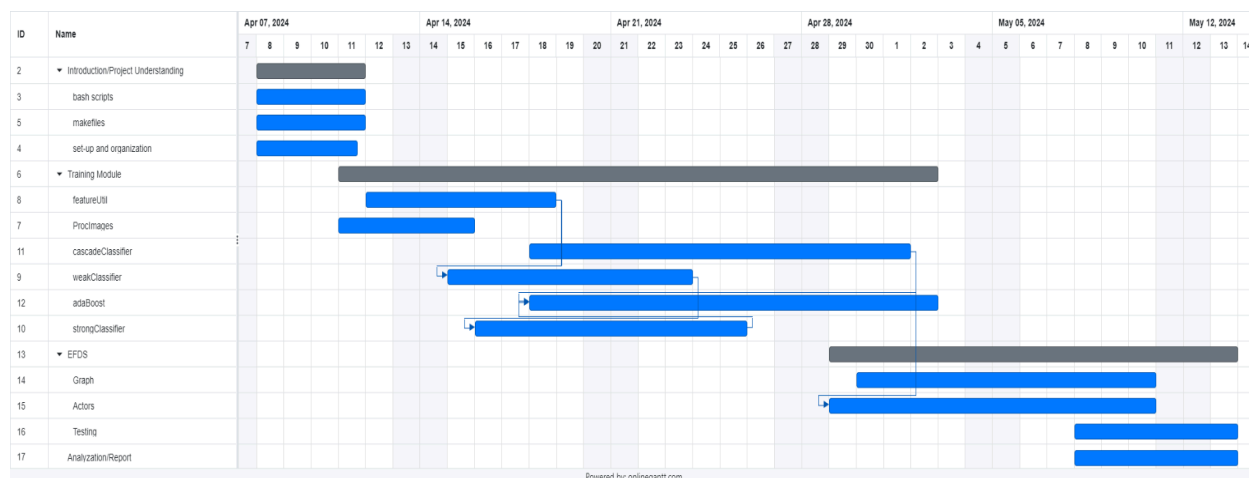 ID Name Apr 07, 2024 Apr 14, 2024 Apr 21, 2024 Apr 28, 2024 May 05, 2024 May 12, 2024
7 8 9 10 11 12 13 14 15 16 17 18 19 20 21 22 23 24 25 26 27 28 29 30 1 2 3 4 5 6 7 8 9 10 11 12 13 14
2 Introduction/Project Understanding
3 bash scripts
5 makefiles
4 set-up and organization
6 Training Module
8 featureUtil
7 ProcImages
11 cascadeClassifier
9 weakClassifier
12 adaBoost
10 strongClassifier
13 EFDS
14 Graph
15 Actors
16 Testing
17 Analyzation/Report
Powered by: onlinegantt.com